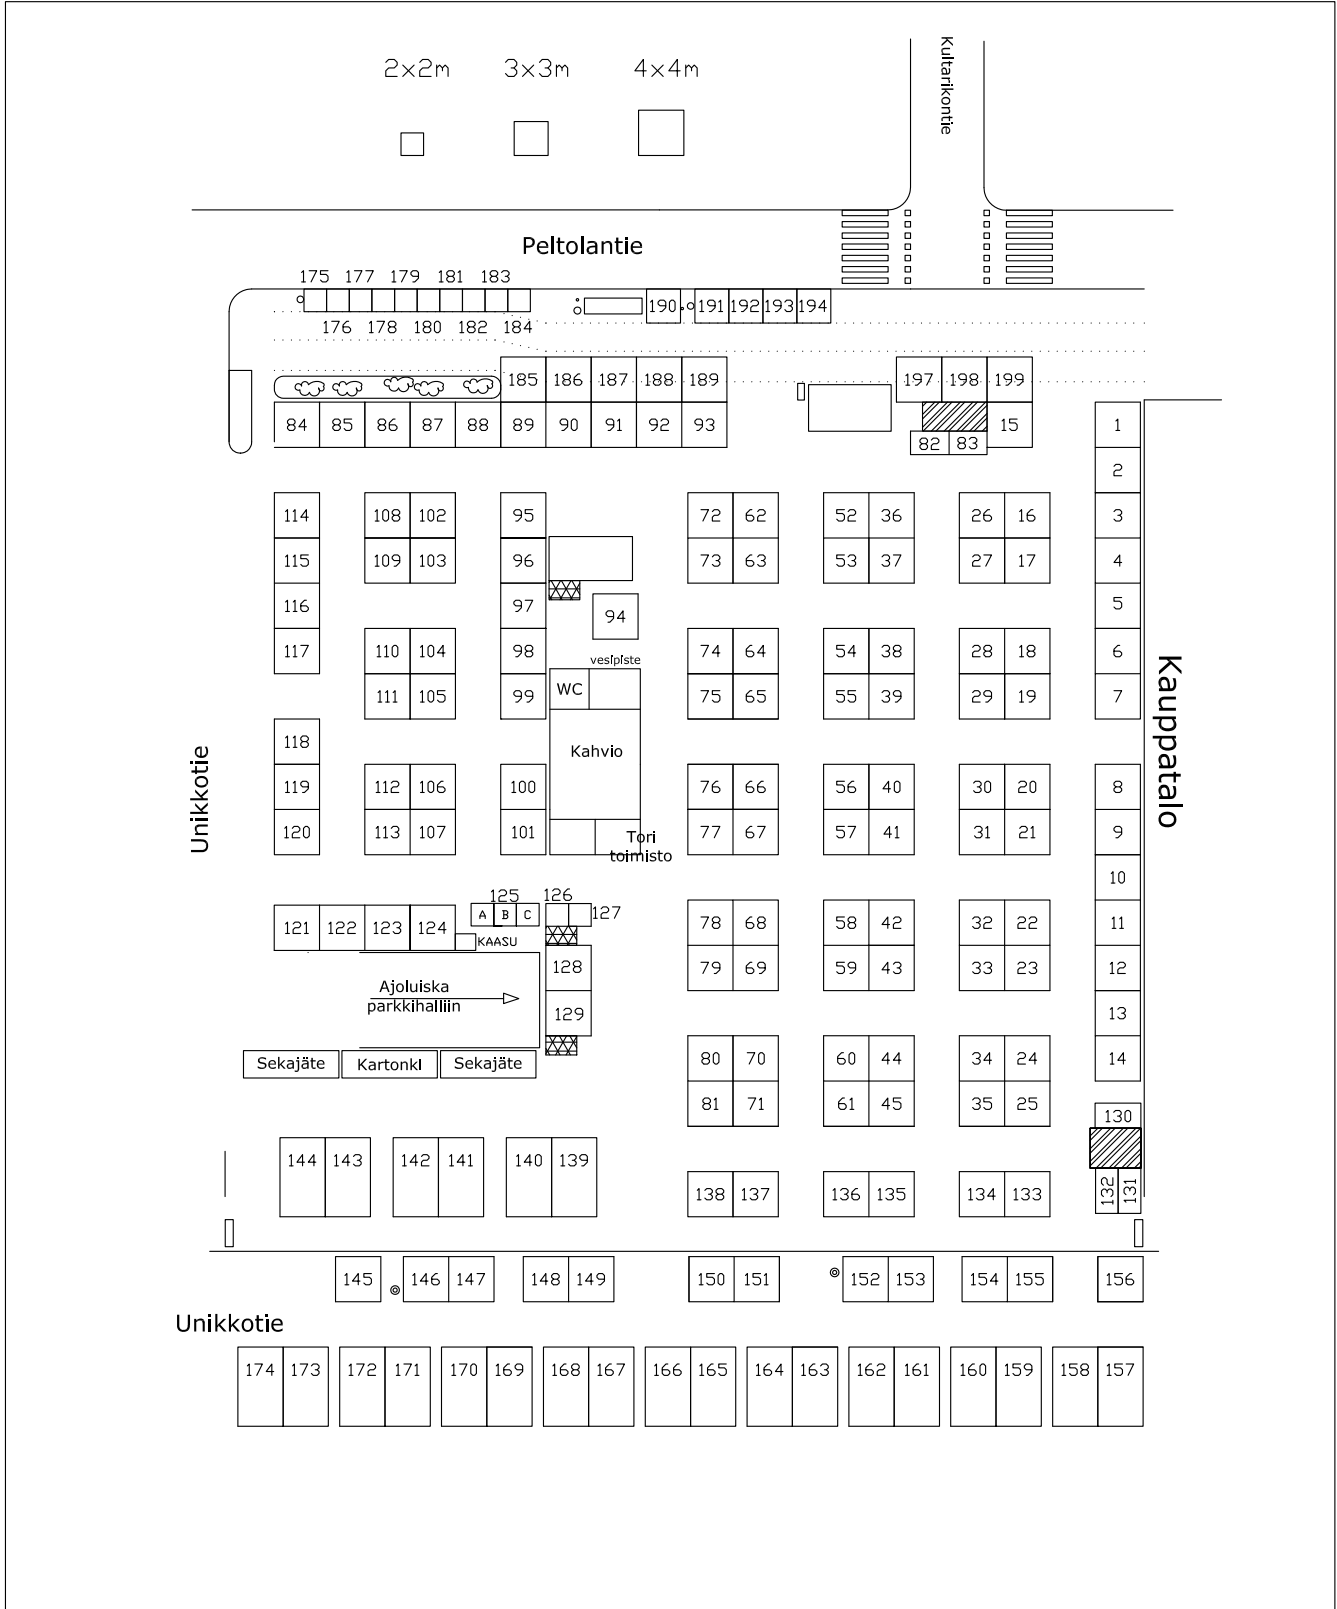 2×2m 3×3m 4×4m
Kultarikontie
Peltolantie
175 177 179 181 183
190 191 192 193 194
176 178 180 182 184
185 186 187 188 189 197 198 199
84 85 86 87 88 89 90 91 92 93 15 1
82 83
2
114 108 102 95 72 62 52 36 26 16 3
115 109 103 96 73 63 53 37 27 17 4
116 97 5
94
117 110 104 98 74 64 54 38 28 18 6
vesipiste
WC
111 105 99 75 65 55 39 29 19 7
Kauppatalo
118
Kahvio
Unikkotie
119 112 106 100 76 66 56 40 30 20 8
120 113 107 101 77 67 57 41 31 21 9
Tori
toimisto
10
125 126
A B C 127
121 122 123 124 78 68 58 42 32 22 11
KAASU
128 79 69 59 43 33 23 12
Ajoluiska
parkkihalliin
129 13
Sekajäte Kartonki Sekajäte
80 70 60 44 34 24 14
81 71 61 45 35 25
130
144 143 142 141 140 139
138 137 136 135 134 133 132 131
145 146 147 148 149 150 151 152 153 154 155 156
Unikkotie
174 173 172 171 170 169 168 167 166 165 164 163 162 161 160 159 158 157